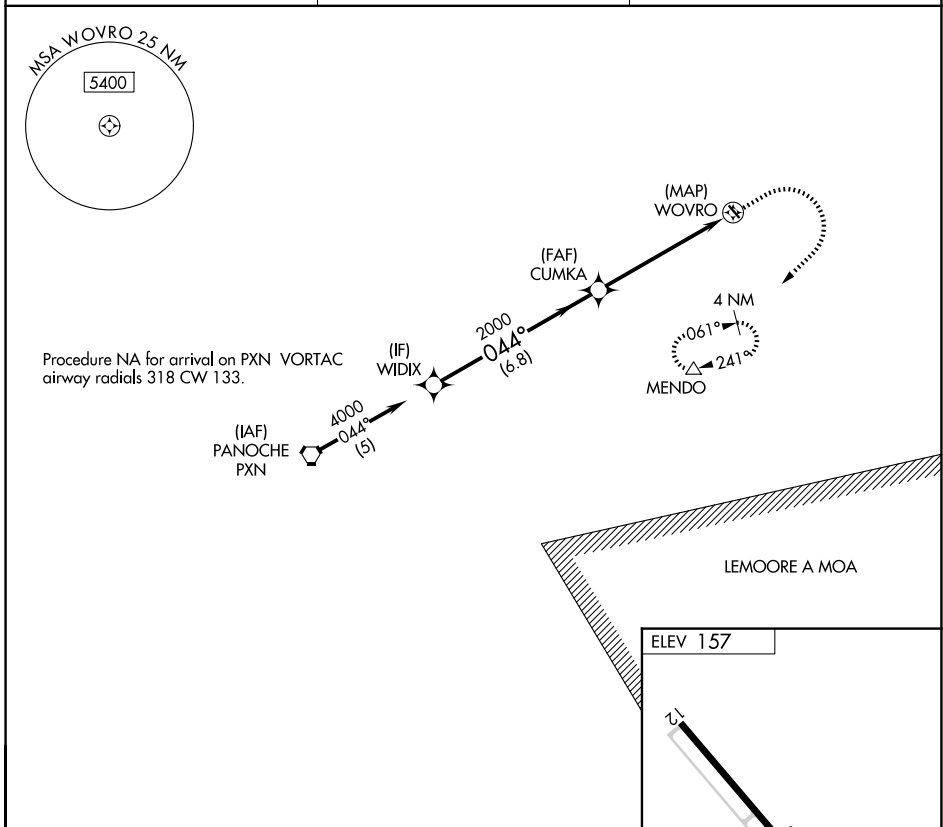 MSA WOVRO 25 NM
5400
(MAP)
WOVRO
(FAF)
CUMKA
4 NM
061°
241°
MENDO
2000
044°
(6.8)
(IF)
WIDIX
Procedure NA for arrival on PXN VORTAC
airway radials 318 CW 133.
4000
044°
(5)
(IAF)
PANOCHE
PXN
LEMOORE A MOA
ELEV 157
12